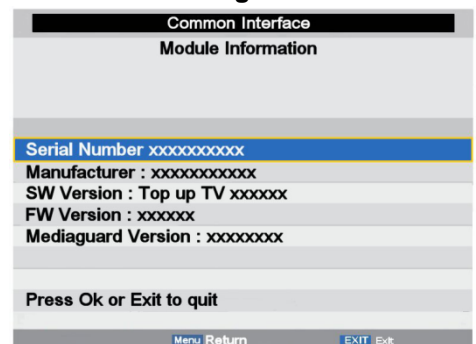 Common Interface
Module Information
Serial Number xxxxxxxxxx
Manufacturer : xxxxxxxxxxx
SW Version : Top up TV xxxxxx
FW Version : xxxxxx
Mediaguard Version : xxxxxxxx
Press Ok or Exit to quit
Menu Return EXIT Exit